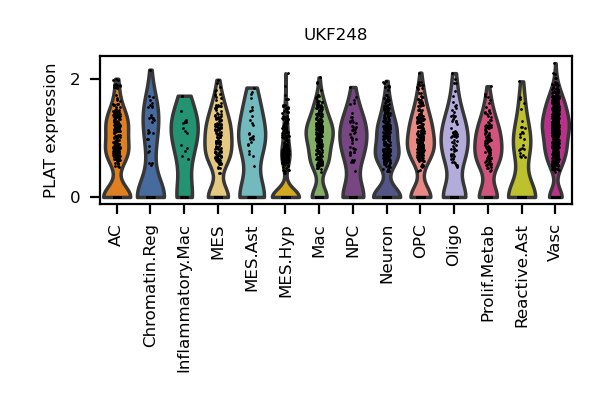 UKF248
PLAT expression
2
0
AC
Chromatin.Reg
Inflammatory.Mac
MES
MES.Ast
MES.Hyp
Mac
NPC
Neuron
OPC
Oligo
Prolif.Metab
Reactive.Ast
Vasc